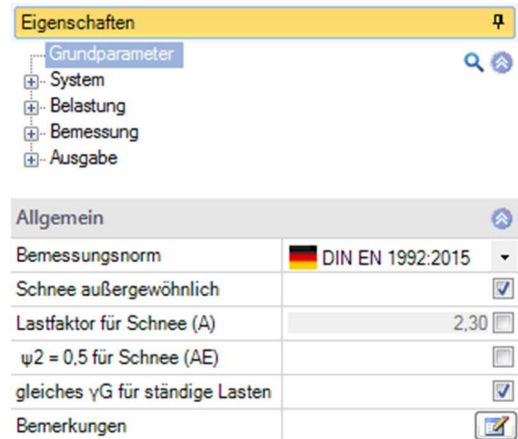 Eigenschaften
Grundparameter
System
Belastung
Bemessung
Ausgabe
Allgemein
Bemessungsnorm DIN EN 1992:2015
Schnee außergewöhnlich
Lastfaktor für Schnee (A) 2,30
ψ2 = 0,5 für Schnee (AE)
gleiches γG für ständige Lasten
Bemerkungen